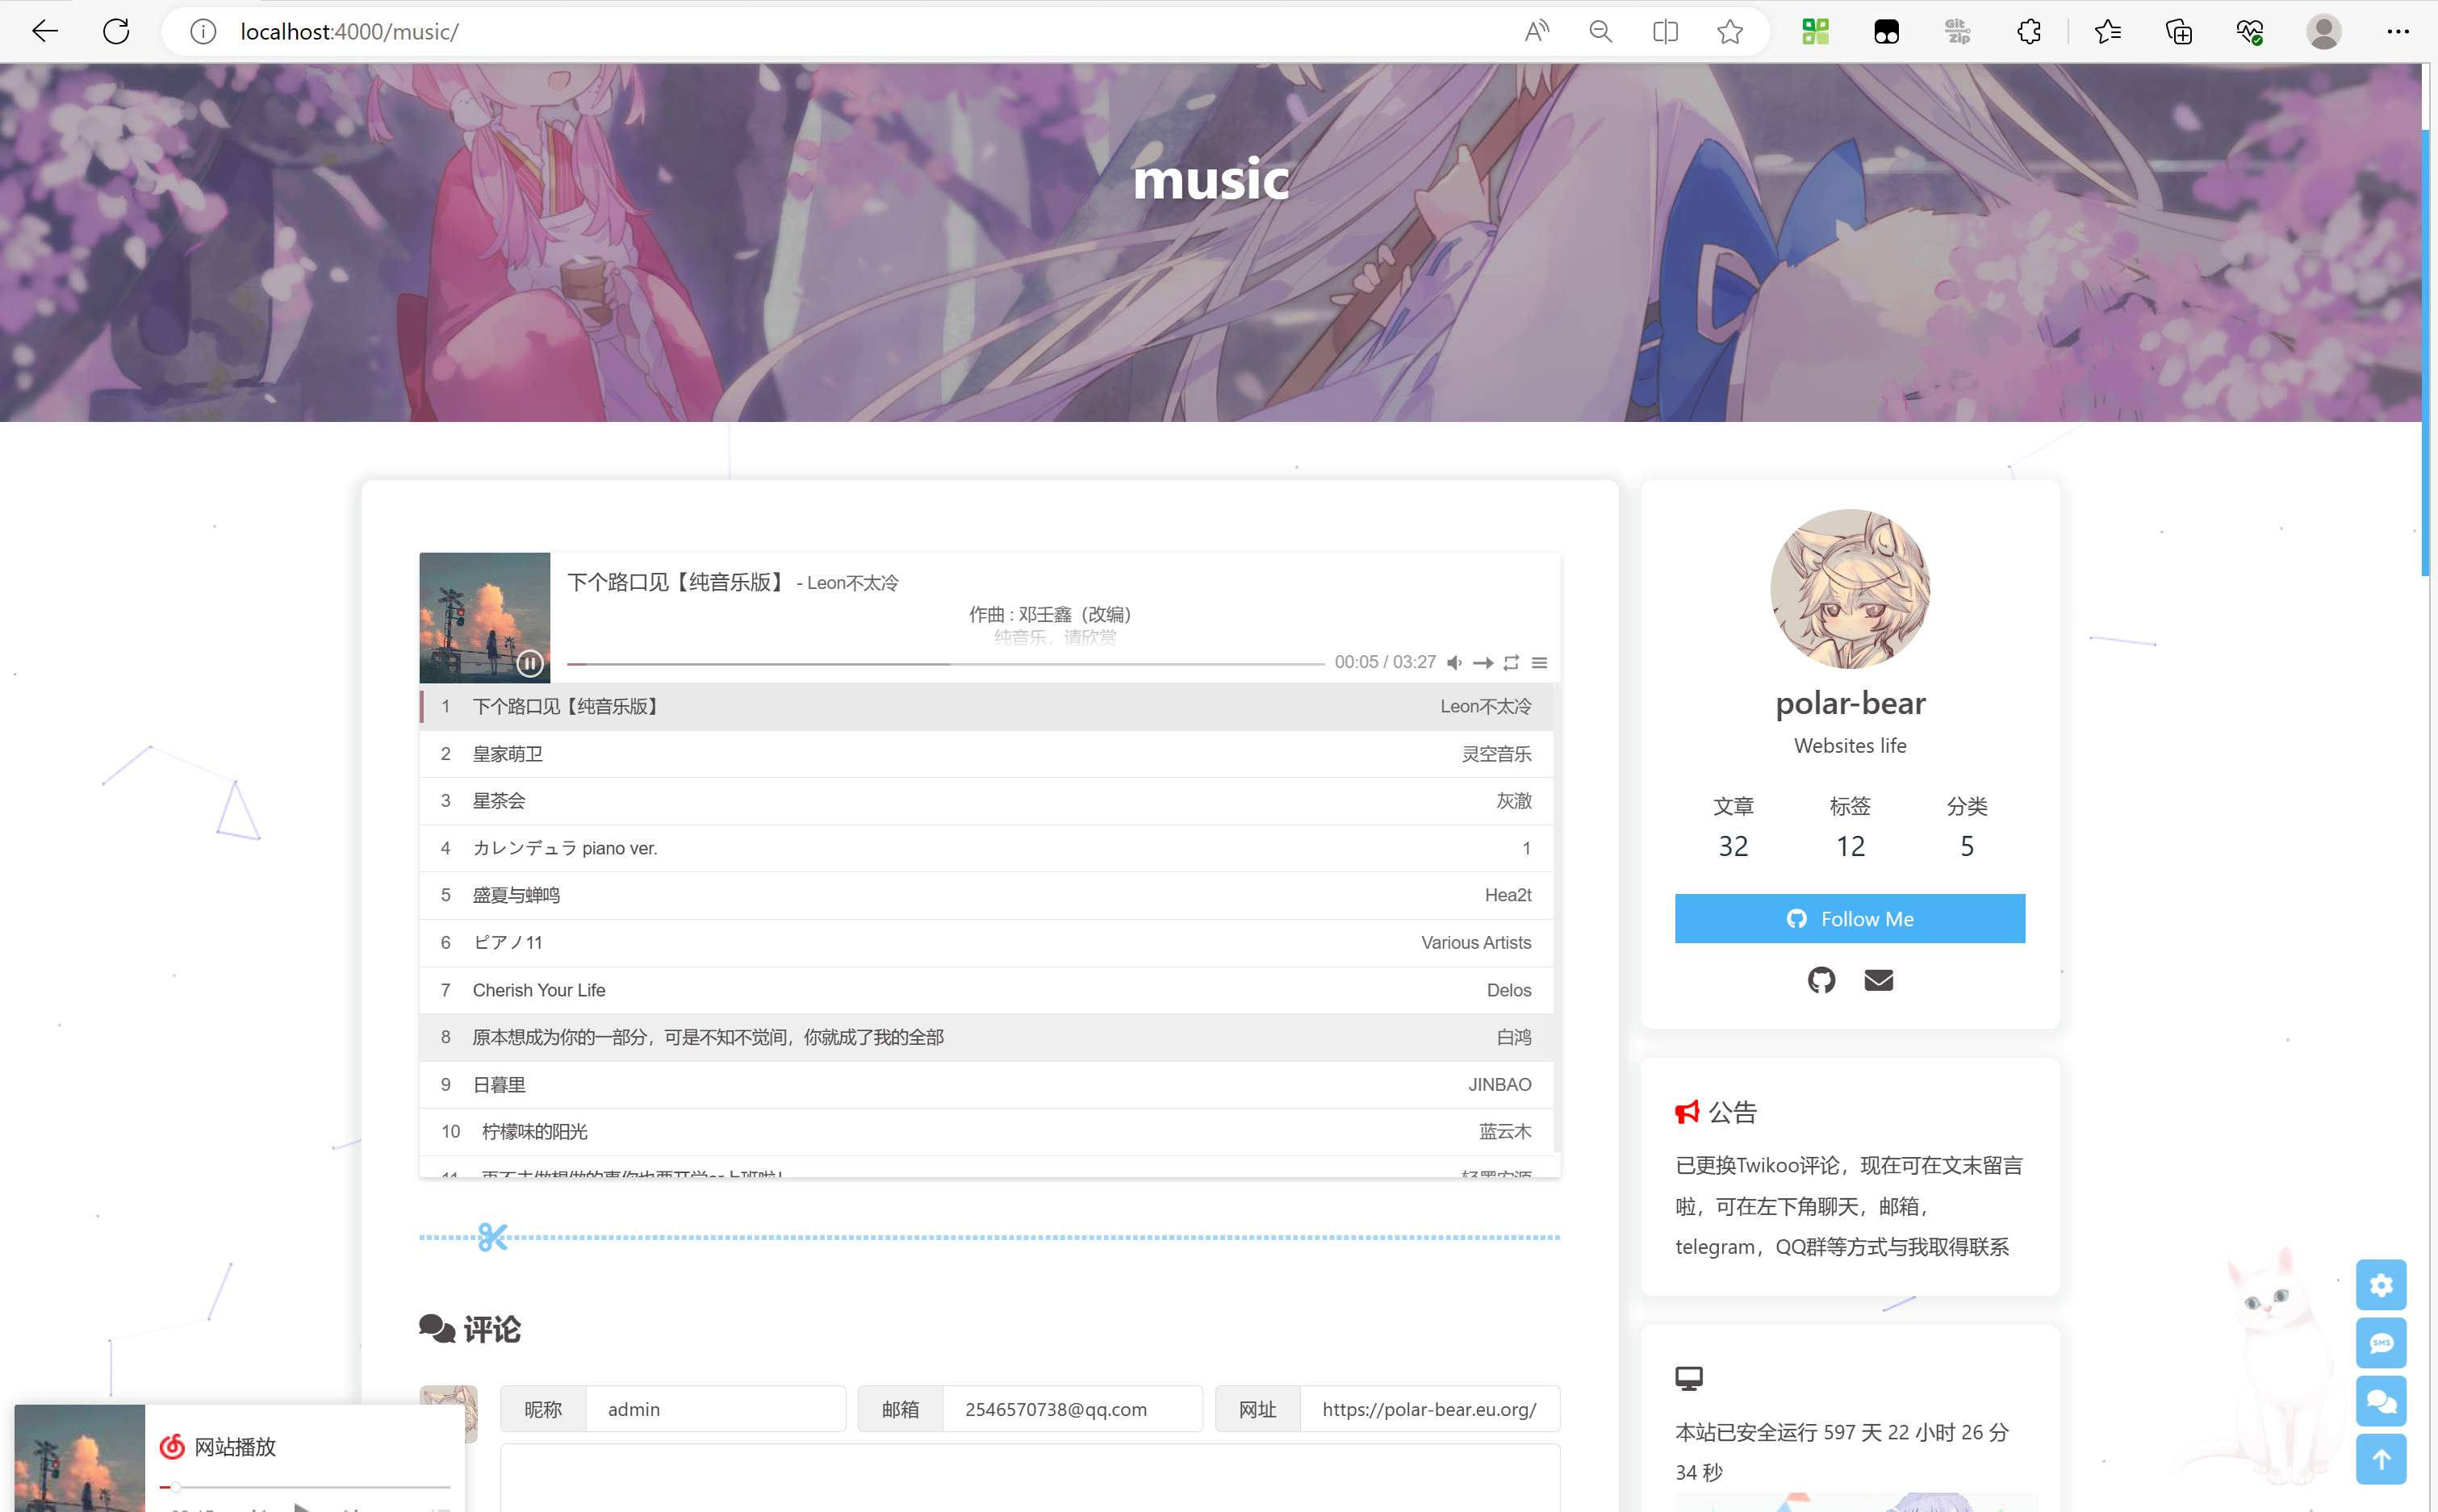 localhost:4000/music/
Git
zip
music
下个路口见【纯音乐版】 - Leon不太冷
作曲 : 邓壬鑫（改编）
纯音乐，请欣赏
00:05 / 03:27
1 下个路口见【纯音乐版】 Leon不太冷
2 皇家萌卫 灵空音乐
3 星茶会 灰澈
4 カレンデュラ piano ver. 1
5 盛夏与蝉鸣 Hea2t
6 ピアノ11 Various Artists
7 Cherish Your Life Delos
8 原本想成为你的一部分，可是不知不觉间，你就成了我的全部 白鸿
9 日暮里 JINBAO
10 柠檬味的阳光 蓝云木
评论
昵称 admin 邮箱 2546570738@qq.com 网址 https://polar-bear.eu.org/
网站播放
polar-bear
Websites life
文章 标签 分类
32 12 5
Follow Me
公告
已更换Twikoo评论，现在可在文末留言
啦，可在左下角聊天，邮箱，
telegram，QQ群等方式与我取得联系
本站已安全运行 597 天 22 小时 26 分
34 秒
SMS